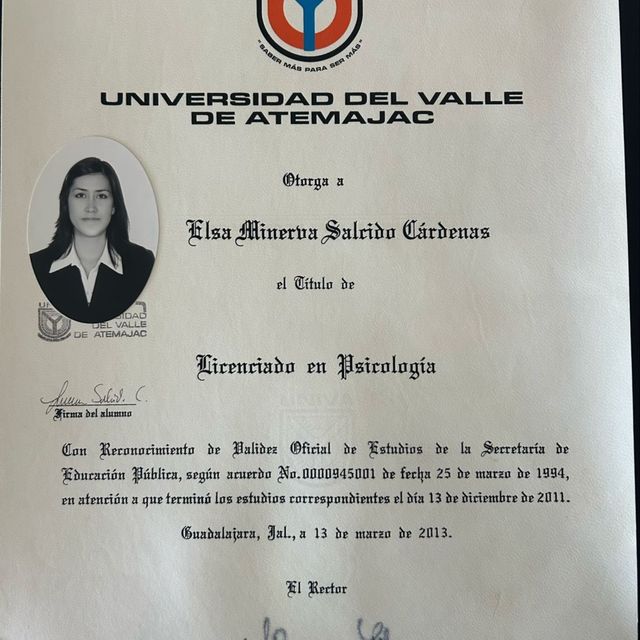 "SABER MÁS PARA SER MÁS"
UNIVERSIDAD DEL VALLE
DE ATEMAJAC
Otorga a
Elsa Minerva Salcido Cárdenas
el Título de
UNIVERSIDAD
DEL VALLE
DE ATEMAJAC
Licenciado en Psicología
Firma del alumno
Con Reconocimiento de Validez Oficial de Estudios de la Secretaría de
Educación Pública, según acuerdo No.0000945001 de fecha 25 de marzo de 1994,
en atención a que terminó los estudios correspondientes el día 13 de diciembre de 2011.
Guadalajara, Jal., a 13 de marzo de 2013.
El Rector